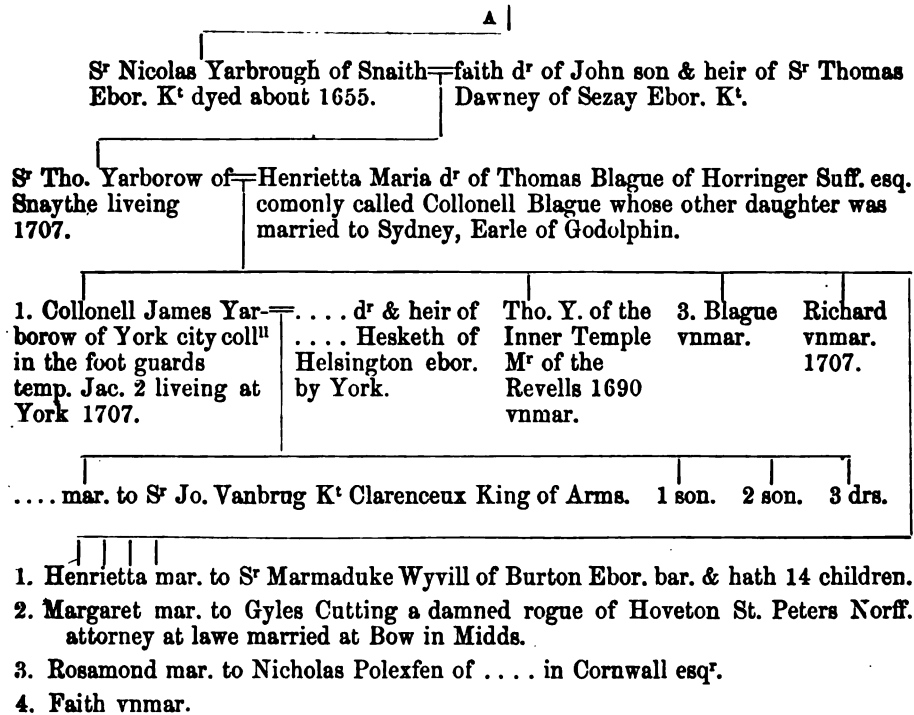 A
Sʳ Nicolas Yarbrough of Snaith faith dʳ of John son & heir of Sʳ Thomas
Ebor. Kᵗ dyed about 1655. Dawney of Sezay Ebor. Kᵗ.
Sʳ Tho. Yarborow of Henrietta Maria dʳ of Thomas Blague of Horringer Suff. esq.
Snaythe liveing comonly called Collonell Blague whose other daughter was
1707. married to Sydney, Earle of Godolphin.
1. Collonell James Yar-
borow of York city collˡˡ
in the foot guards
temp. Jac. 2 liveing at
York 1707.
.... dʳ & heir of
.... Hesketh of
Helsington ebor.
by York.
Tho. Y. of the
Inner Temple
Mʳ of the
Revells 1690
vnmar.
3. Blague
vnmar.
Richard
vnmar.
1707.
.... mar. to Sʳ Jo. Vanbrug Kᵗ Clarenceux King of Arms. 1 son. 2 son. 3 drs.
1. Henrietta mar. to Sʳ Marmaduke Wyvill of Burton Ebor. bar. & hath 14 children.
2. Margaret mar. to Gyles Cutting a damned rogue of Hoveton St. Peters Norff.
attorney at lawe married at Bow in Midds.
3. Rosamond mar. to Nicholas Polexfen of .... in Cornwall esqʳ.
4. Faith vnmar.